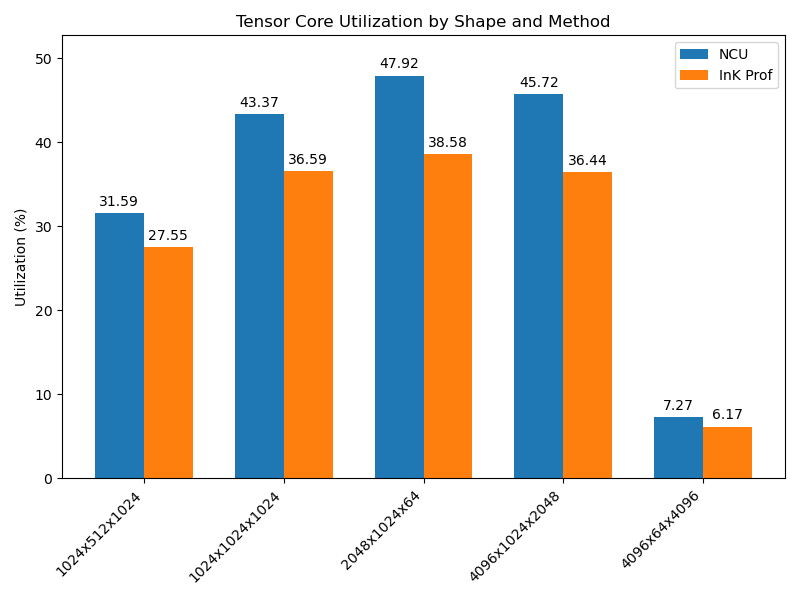 Tensor Core Utilization by Shape and Method
NCU
InK Prof
Utilization (%)
50
40
30
20
10
0
31.59
27.55
43.37
36.59
47.92
38.58
45.72
36.44
7.27
6.17
1024x512x1024
1024x1024x1024
2048x1024x64
4096x1024x2048
4096x64x4096